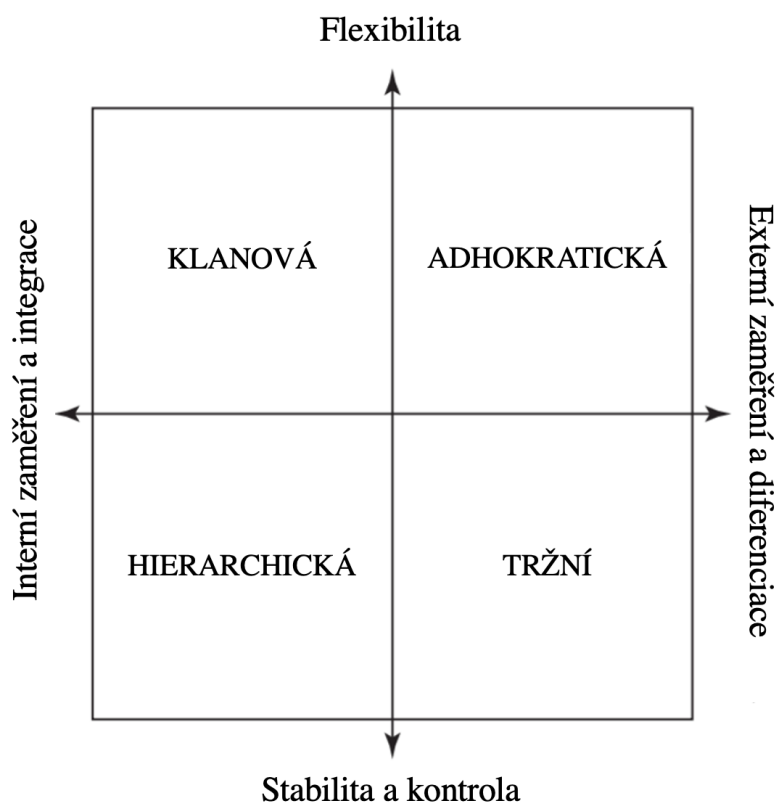 Flexibilita
Interní zaměření a integrace
Externí zaměření a diferenciace
KLANOVÁ
ADHOKRATICKÁ
HIERARCHICKÁ
TRŽNÍ
Stabilita a kontrola